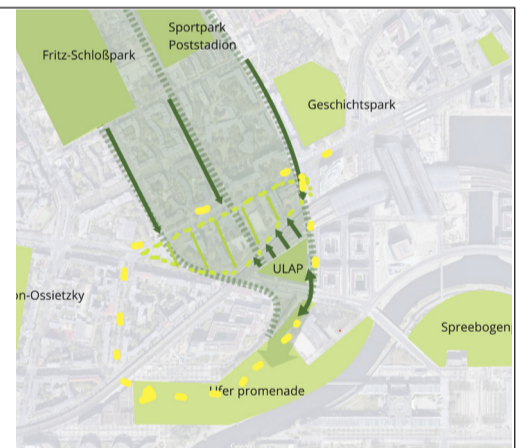 Sportpark
Poststadion
Fritz-Schloßpark
Geschichtspark
ULAP
on-Ossietzky
Spreebogen
Ufer promenade